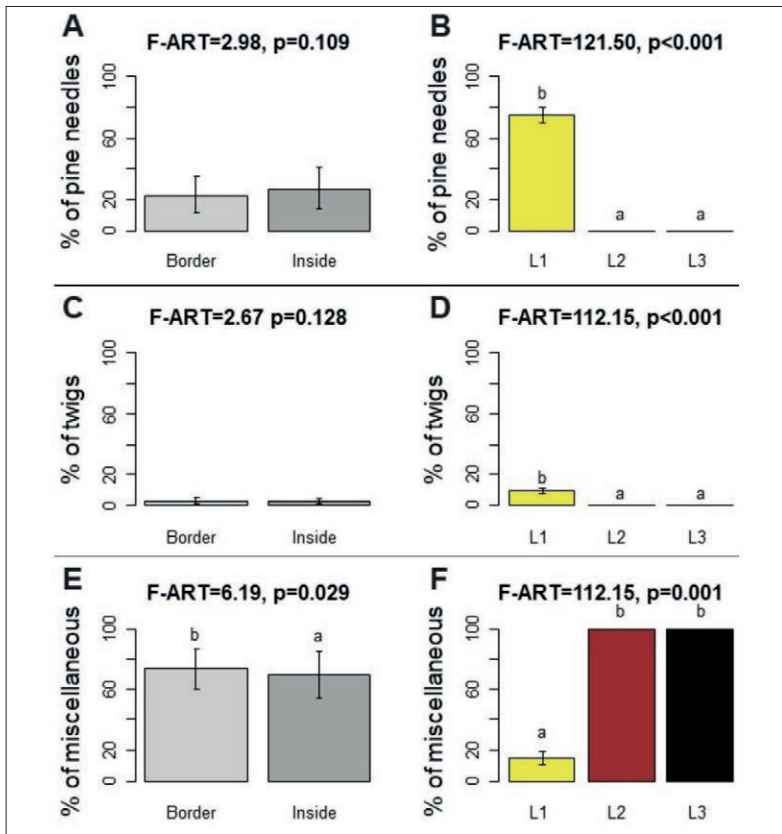 A
F-ART=2.98, p=0.109
% of pine needles
100
60
20
0
Border
Inside
B
F-ART=121.50, p<0.001
% of pine needles
100
60
20
0
b
a
a
L1
L2
L3
C
F-ART=2.67 p=0.128
% of twigs
100
60
20
0
Border
Inside
D
F-ART=112.15, p<0.001
% of twigs
100
60
20
0
b
a
a
L1
L2
L3
E
F-ART=6.19, p=0.029
% of miscellaneous
100
60
20
0
b
a
Border
Inside
F
F-ART=112.15, p=0.001
% of miscellaneous
100
60
20
0
a
b
b
L1
L2
L3